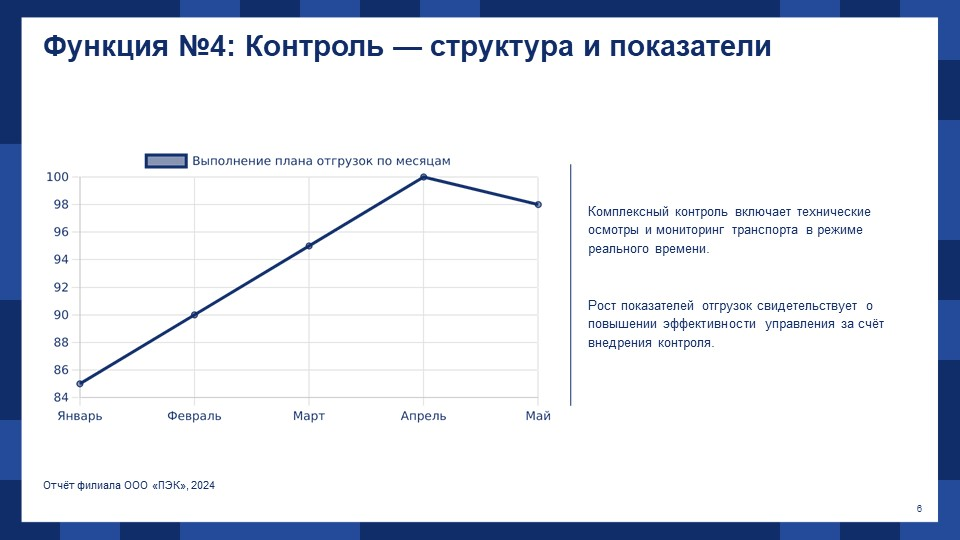 Функция №4: Контроль — структура и показатели
Выполнение плана отгрузок по месяцам
100
98
96
94
92
90
88
86
84
Январь
Февраль
Март
Апрель
Май
Комплексный контроль включает технические
осмотры и мониторинг транспорта в режиме
реального времени.
Рост показателей отгрузок свидетельствует о
повышении эффективности управления за счёт
внедрения контроля.
Отчёт филиала ООО «ПЭК», 2024
6